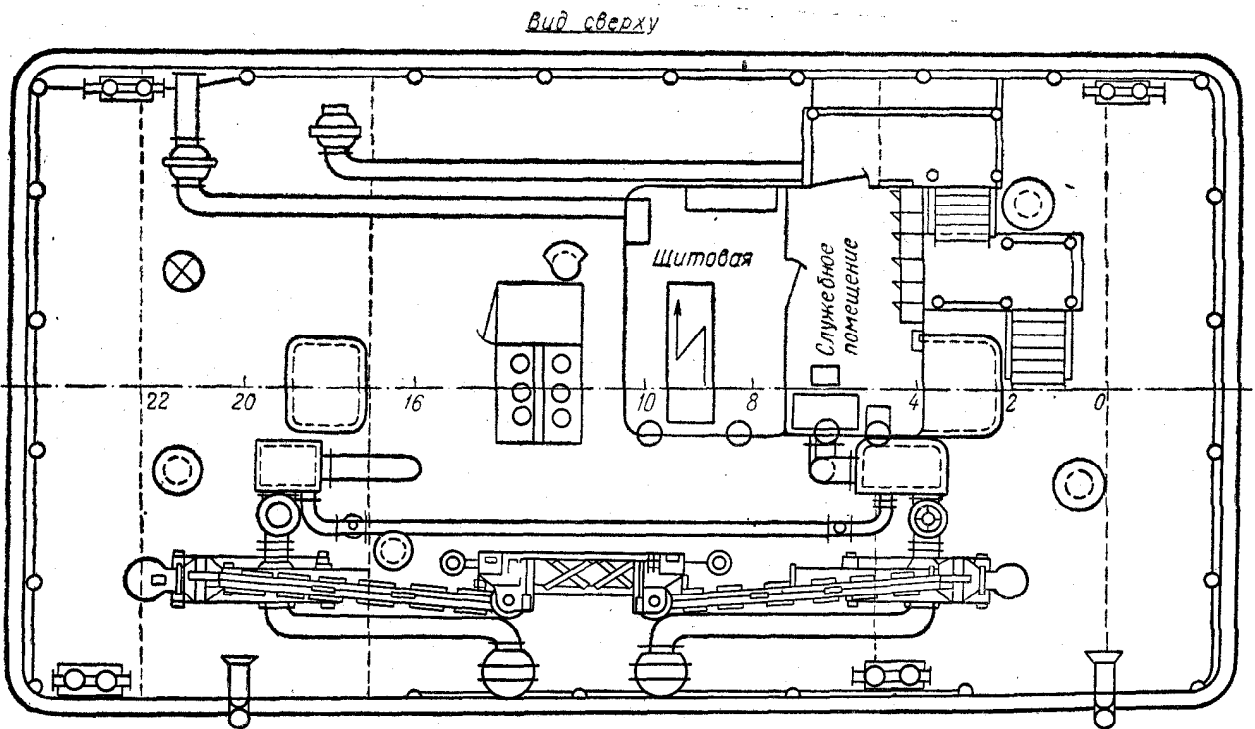 Вид сверху
Щитовая
Служебное
помещение
22 20 16 10 8 4 2 0